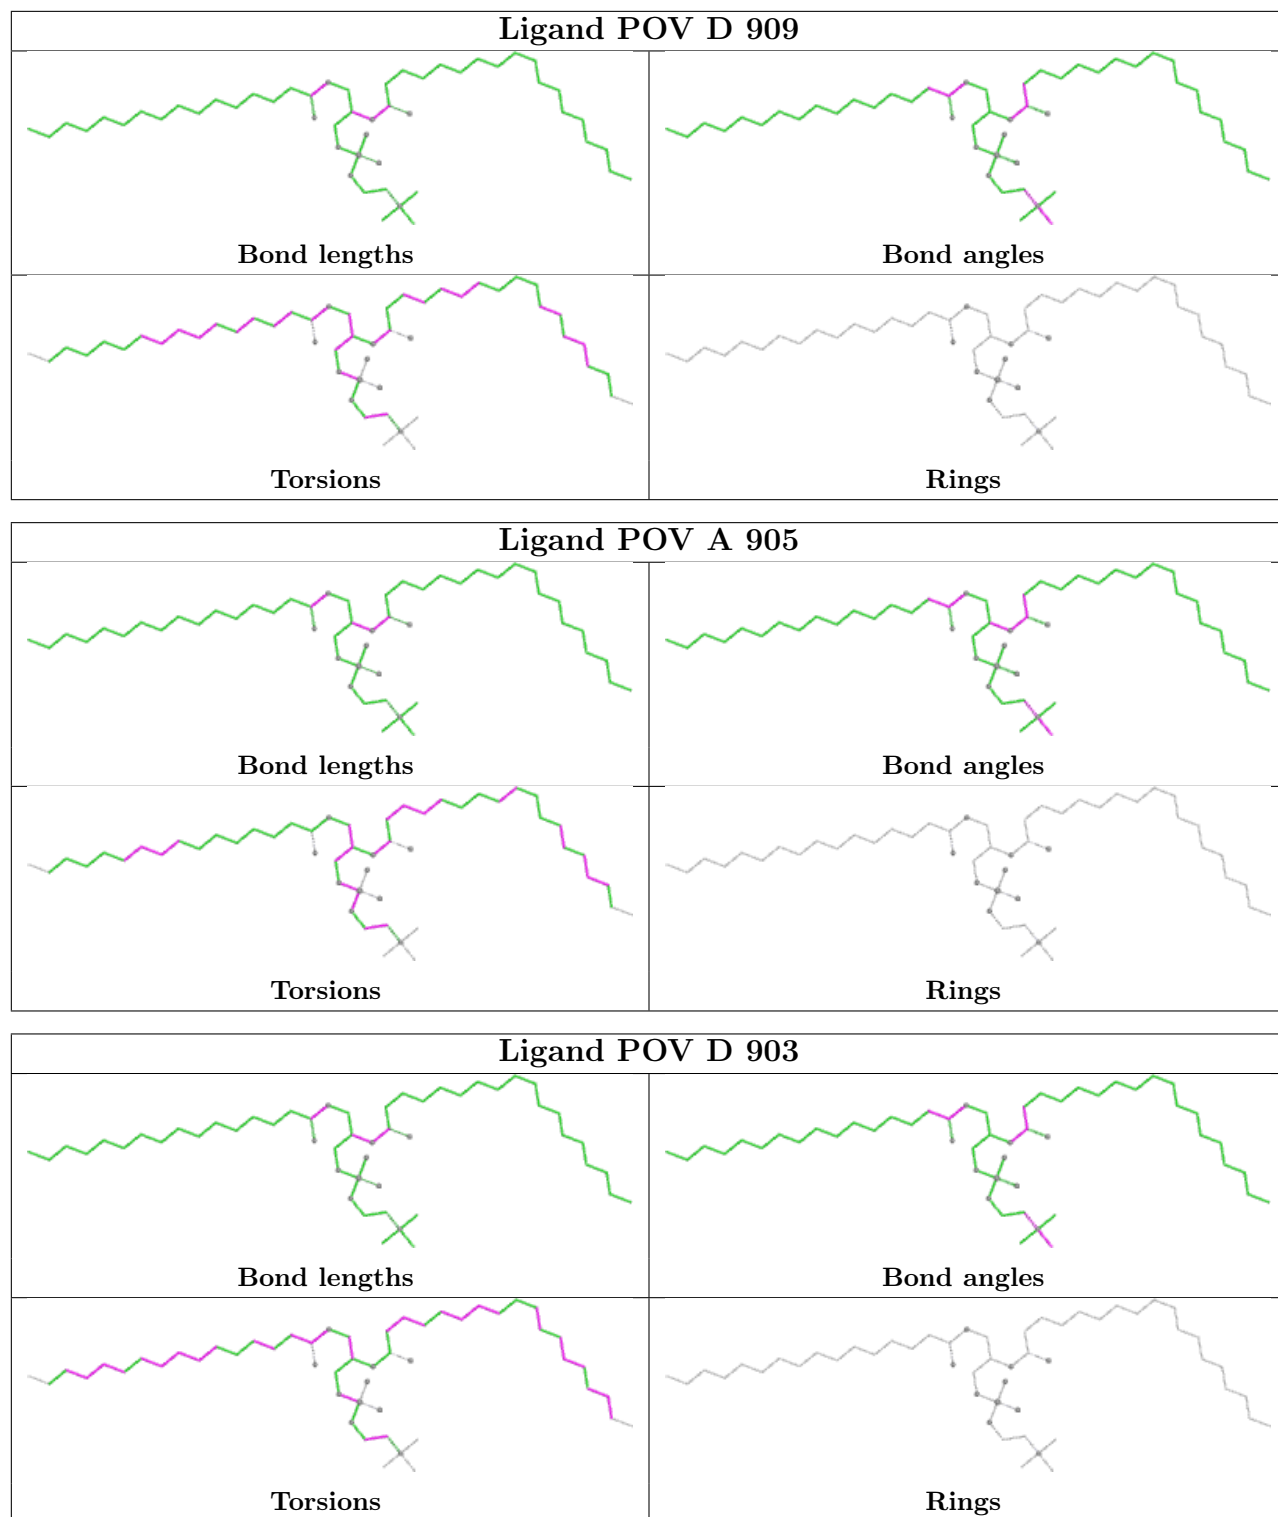 Ligand POV D 909
Bond lengths
Bond angles
Torsions
Rings
Ligand POV A 905
Bond lengths
Bond angles
Torsions
Rings
Ligand POV D 903
Bond lengths
Bond angles
Torsions
Rings